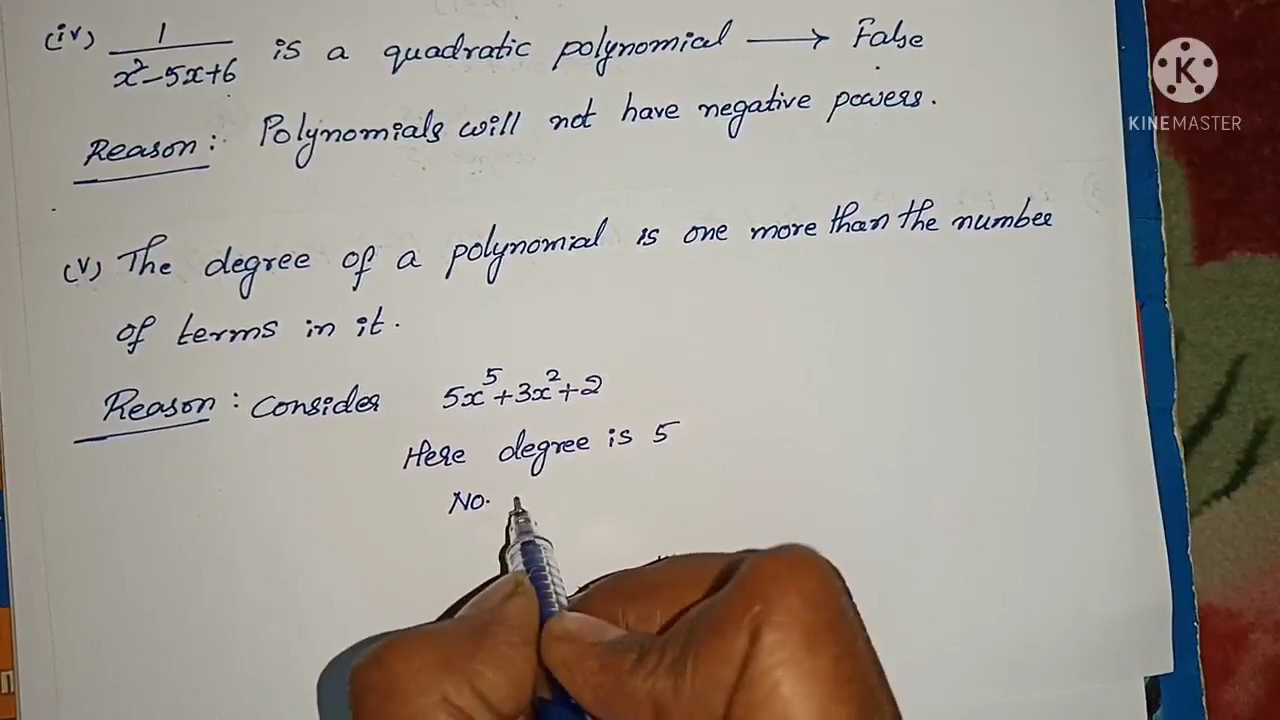 (iv) 1/(x²-5x+6) is a quadratic polynomial → False
Reason: Polynomials will not have negative powers.
(v) The degree of a polynomial is one more than the number
of terms in it.
Reason: Consider 5x⁵+3x²+2
Here degree is 5
No.
K
KINEMASTER